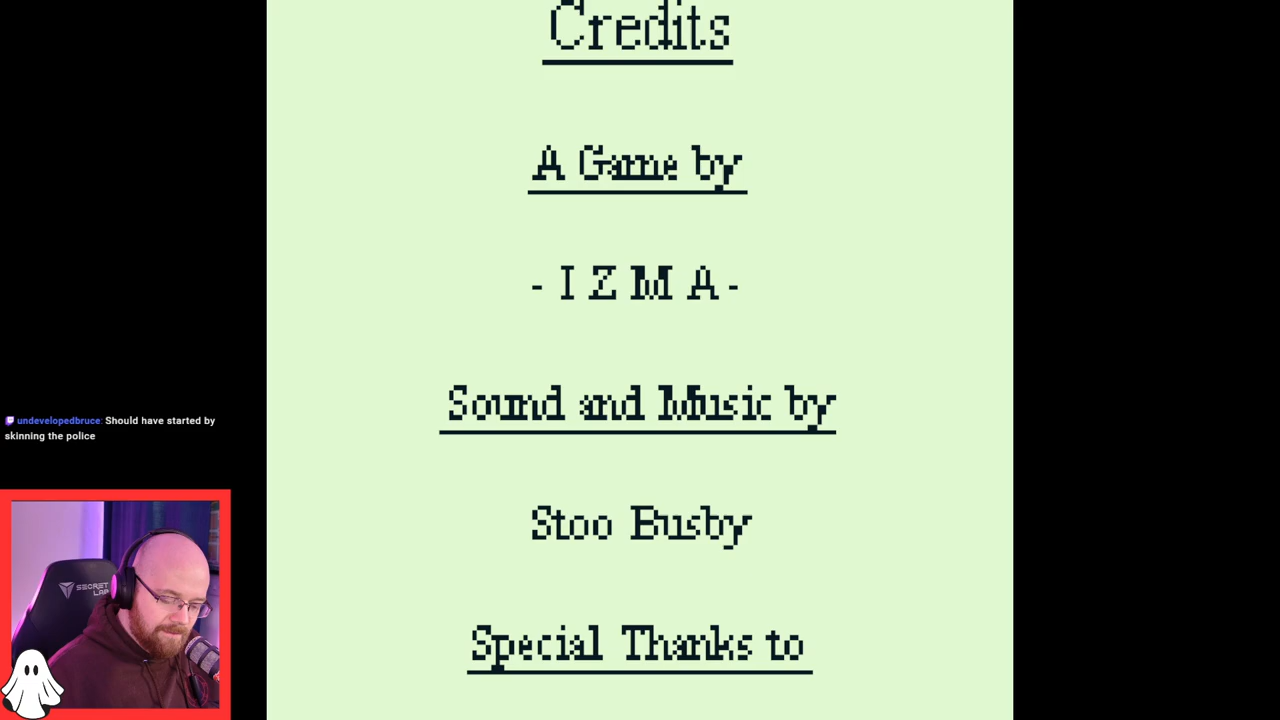 Credits
A Game by
- I Z M A -
Sound and Music by
Stoo Busby
Special Thanks to
undevelopedbruce: Should have started by
skinning the police
SECRET
LAB